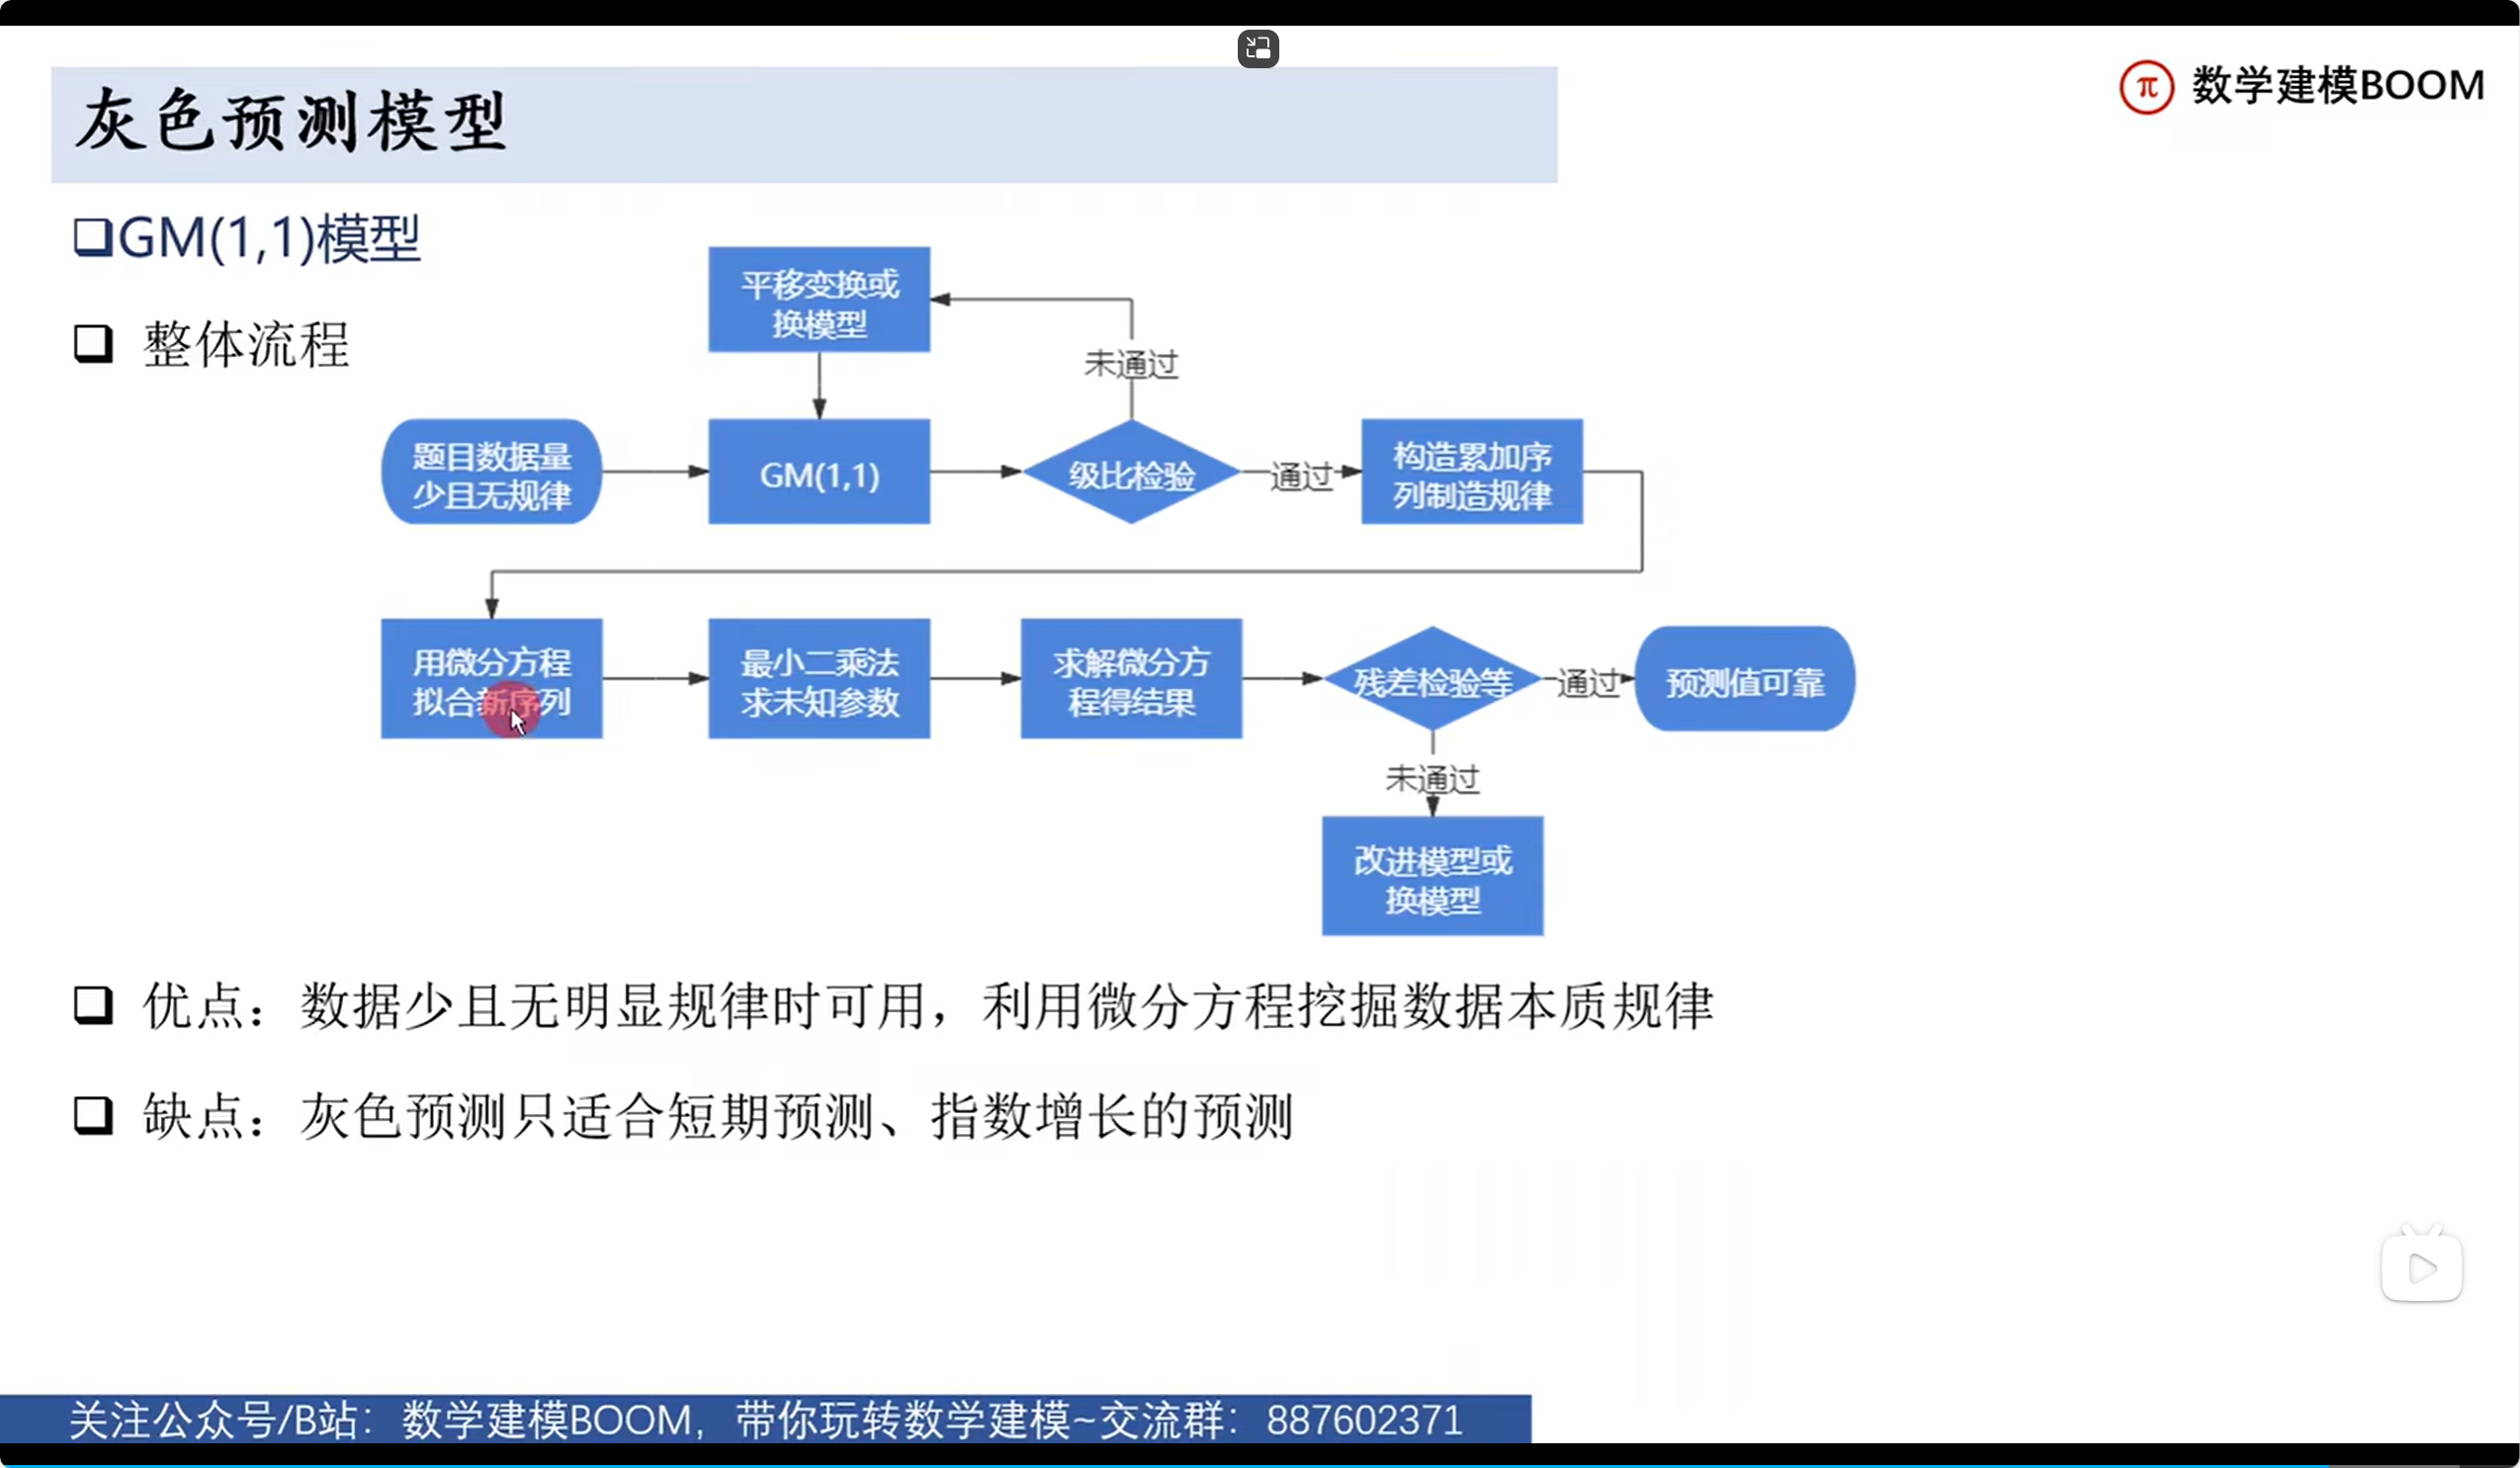 灰色预测模型
π 数学建模BOOM
GM(1,1)模型
整体流程
平移变换或
换模型
未通过
题目数据量
少且无规律
GM(1,1)
级比检验
通过
构造累加序
列制造规律
用微分方程
拟合新序列
最小二乘法
求未知参数
求解微分方
程得结果
残差检验等
通过
预测值可靠
未通过
改进模型或
换模型
优点：数据少且无明显规律时可用，利用微分方程挖掘数据本质规律
缺点：灰色预测只适合短期预测、指数增长的预测
关注公众号/B站：数学建模BOOM，带你玩转数学建模~交流群：887602371